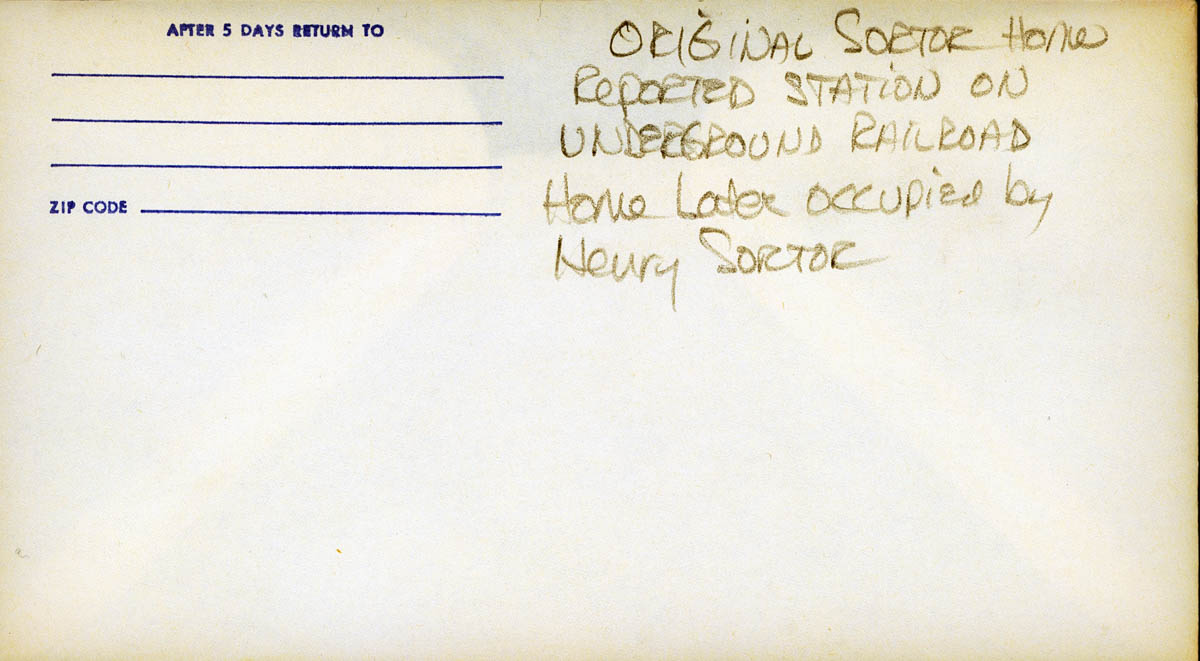 AFTER 5 DAYS RETURN TO
ZIP CODE
ORIGINAL SORTOR Home
Reported STATION ON
UNDERGROUND RAILROAD
Home Later occupied by
Henry SORTOR